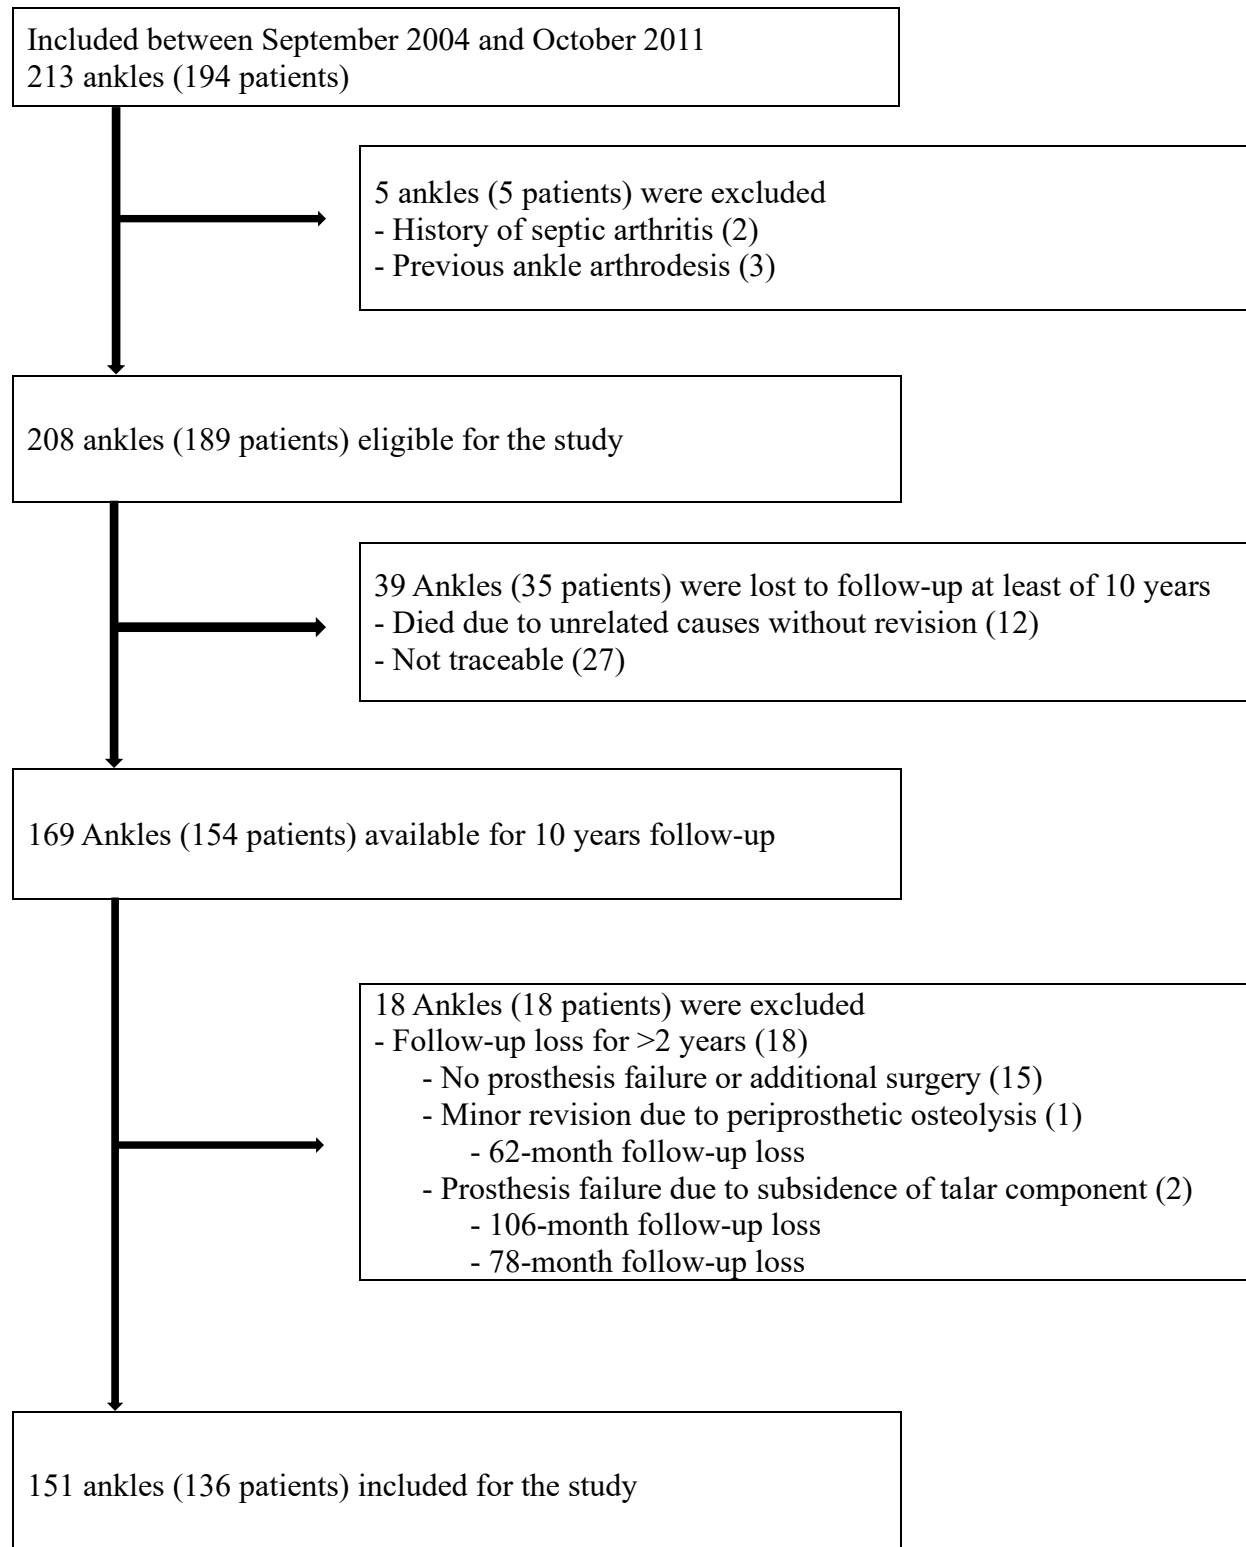 Included between September 2004 and October 2011
213 ankles (194 patients)
5 ankles (5 patients) were excluded
- History of septic arthritis (2)
- Previous ankle arthrodesis (3)
208 ankles (189 patients) eligible for the study
39 Ankles (35 patients) were lost to follow-up at least of 10 years
- Died due to unrelated causes without revision (12)
- Not traceable (27)
169 Ankles (154 patients) available for 10 years follow-up
18 Ankles (18 patients) were excluded
- Follow-up loss for >2 years (18)
- No prosthesis failure or additional surgery (15)
- Minor revision due to periprosthetic osteolysis (1)
- 62-month follow-up loss
- Prosthesis failure due to subsidence of talar component (2)
- 106-month follow-up loss
- 78-month follow-up loss
151 ankles (136 patients) included for the study